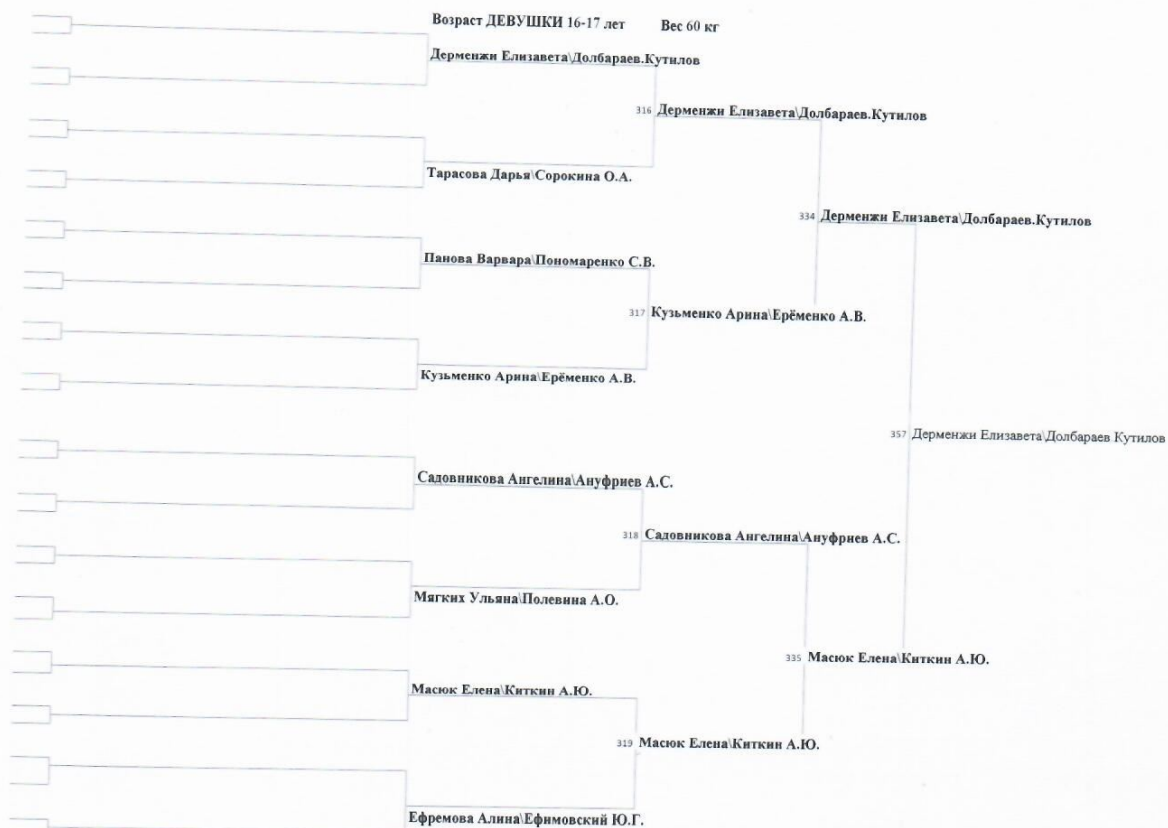 Возраст ДЕВУШКИ 16-17 лет Вес 60 кг
Дерменжи Елизавета\Долбараев.Кутилов
316 Дерменжи Елизавета\Долбараев.Кутилов
Тарасова Дарья\Сорокина О.А.
334 Дерменжи Елизавета\Долбараев.Кутилов
Панова Варвара\Пономаренко С.В.
317 Кузьменко Арина\Ерёменко А.В.
Кузьменко Арина\Ерёменко А.В.
357 Дерменжи Елизавета\Долбараев Кутилов
Садовникова Ангелина\Ануфриев А.С.
318 Садовникова Ангелина\Ануфриев А.С.
Мягких Ульяна\Полевина А.О.
335 Масюк Елена\Киткин А.Ю.
Масюк Елена\Киткин А.Ю.
319 Масюк Елена\Киткин А.Ю.
Ефремова Алина\Ефимовский Ю.Г.